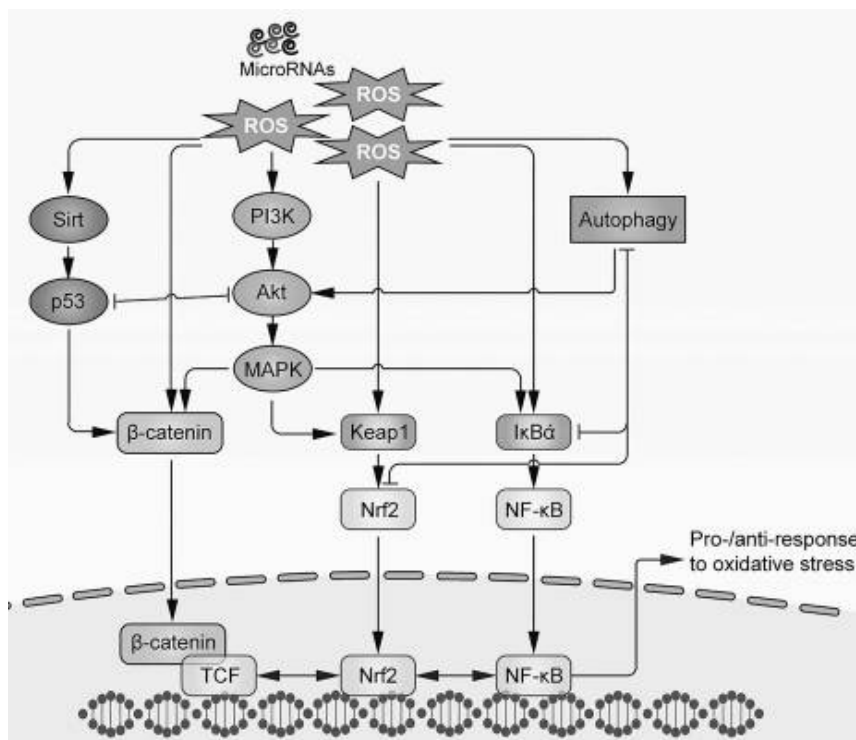 MicroRNAs
ROS
ROS
ROS
Sirt
PI3K
Autophagy
p53
Akt
MAPK
β-catenin
Keap1
IκBά
Nrf2
NF-κB
Pro-/anti-response
to oxidative stress
β-catenin
TCF
Nrf2
NF-κB